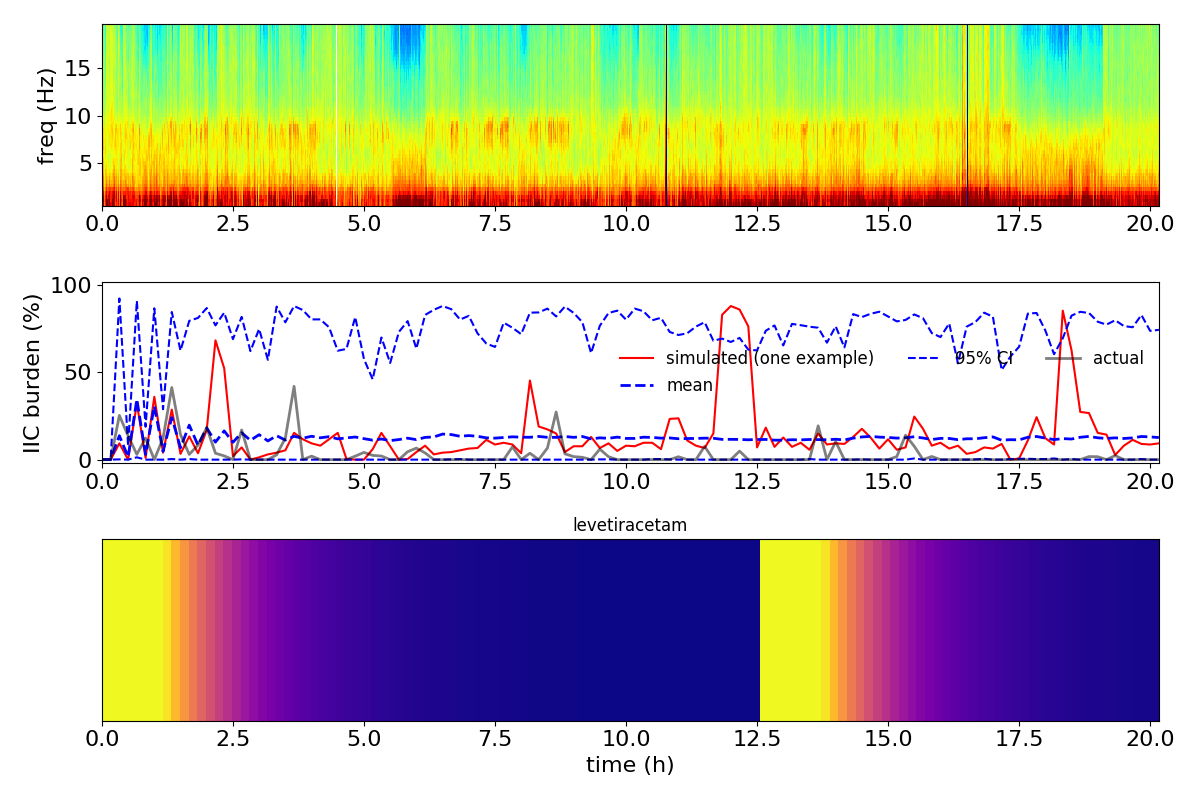 freq (Hz)
15
10
5
0.0 2.5 5.0 7.5 10.0 12.5 15.0 17.5 20.0
IIC burden (%)
100
50
0
simulated (one example) 95% CI actual
mean
0.0 2.5 5.0 7.5 10.0 12.5 15.0 17.5 20.0
levetiracetam
0.0 2.5 5.0 7.5 10.0 12.5 15.0 17.5 20.0
time (h)